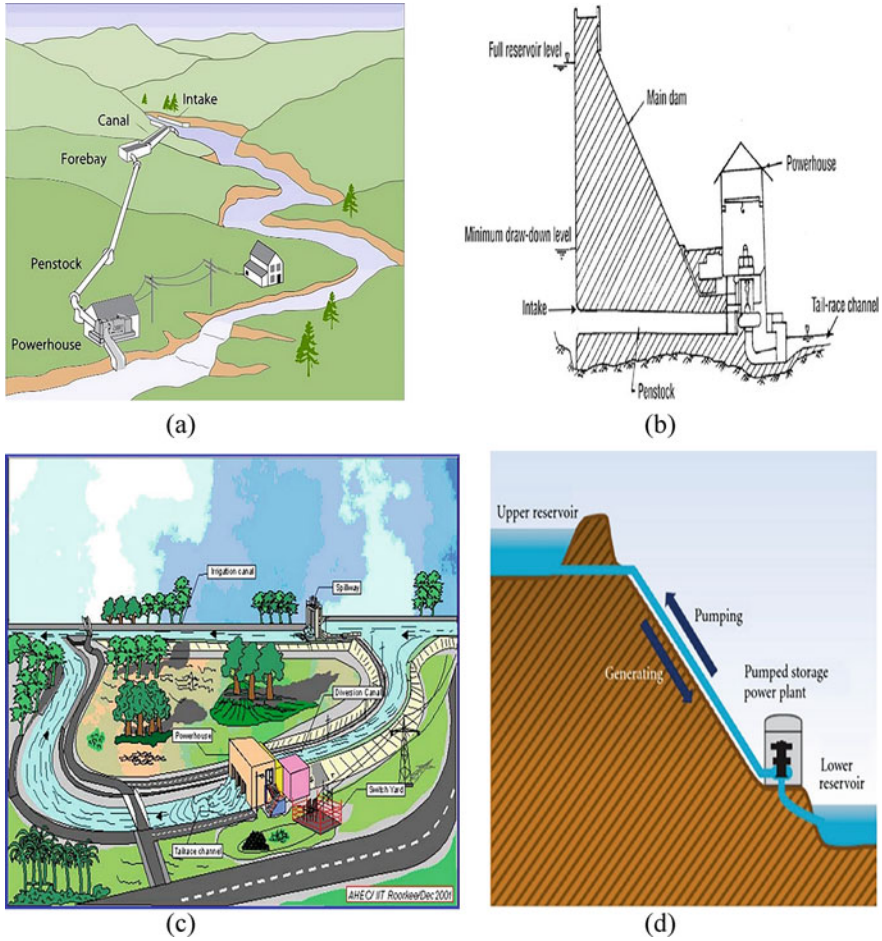 Intake
Canal
Forebay
Penstock
Powerhouse
(a)
Full reservoir level
Main dam
Powerhouse
Minimum draw-down level
Intake
Tail-race channel
Penstock
(b)
Irrigation canal
Spillway
Diversion Canal
Powerhouse
Switch Yard
Tailrace channel
AHEC/ IIT Roorkee/Dec 2001
(c)
Upper reservoir
Pumping
Generating
Pumped storage
power plant
Lower
reservoir
(d)